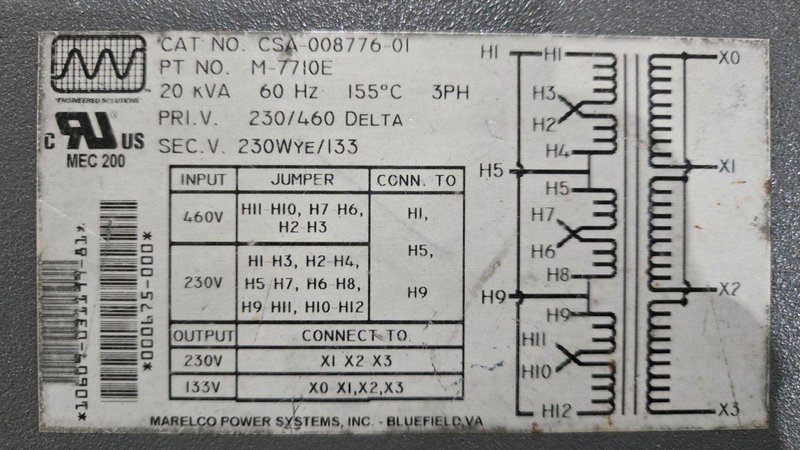 CAT NO. CSA-008776-01
PT NO. M-7710E
20 KVA 60 Hz 155°C 3PH
PRI.V. 230/460 DELTA
SEC.V. 230WYE/133
"ENGINEERED SOLUTIONS"
C RU US
MEC 200
INPUT JUMPER CONN. TO
460V H11 H10, H7 H6, H2 H3 H1,
H5,
H9
230V H1 H3, H2 H4,
H5 H7, H6 H8,
H9 H11, H10 H12
OUTPUT CONNECT TO
230V X1 X2 X3
133V X0 X1,X2,X3
*000675-000*
H1 H1 X0
H3
H2
H4
H5 X1
H5
H7
H6
H8
H9 X2
H9
H11
H10
H12 X3
MARELCO POWER SYSTEMS, INC. - BLUEFIELD,VA